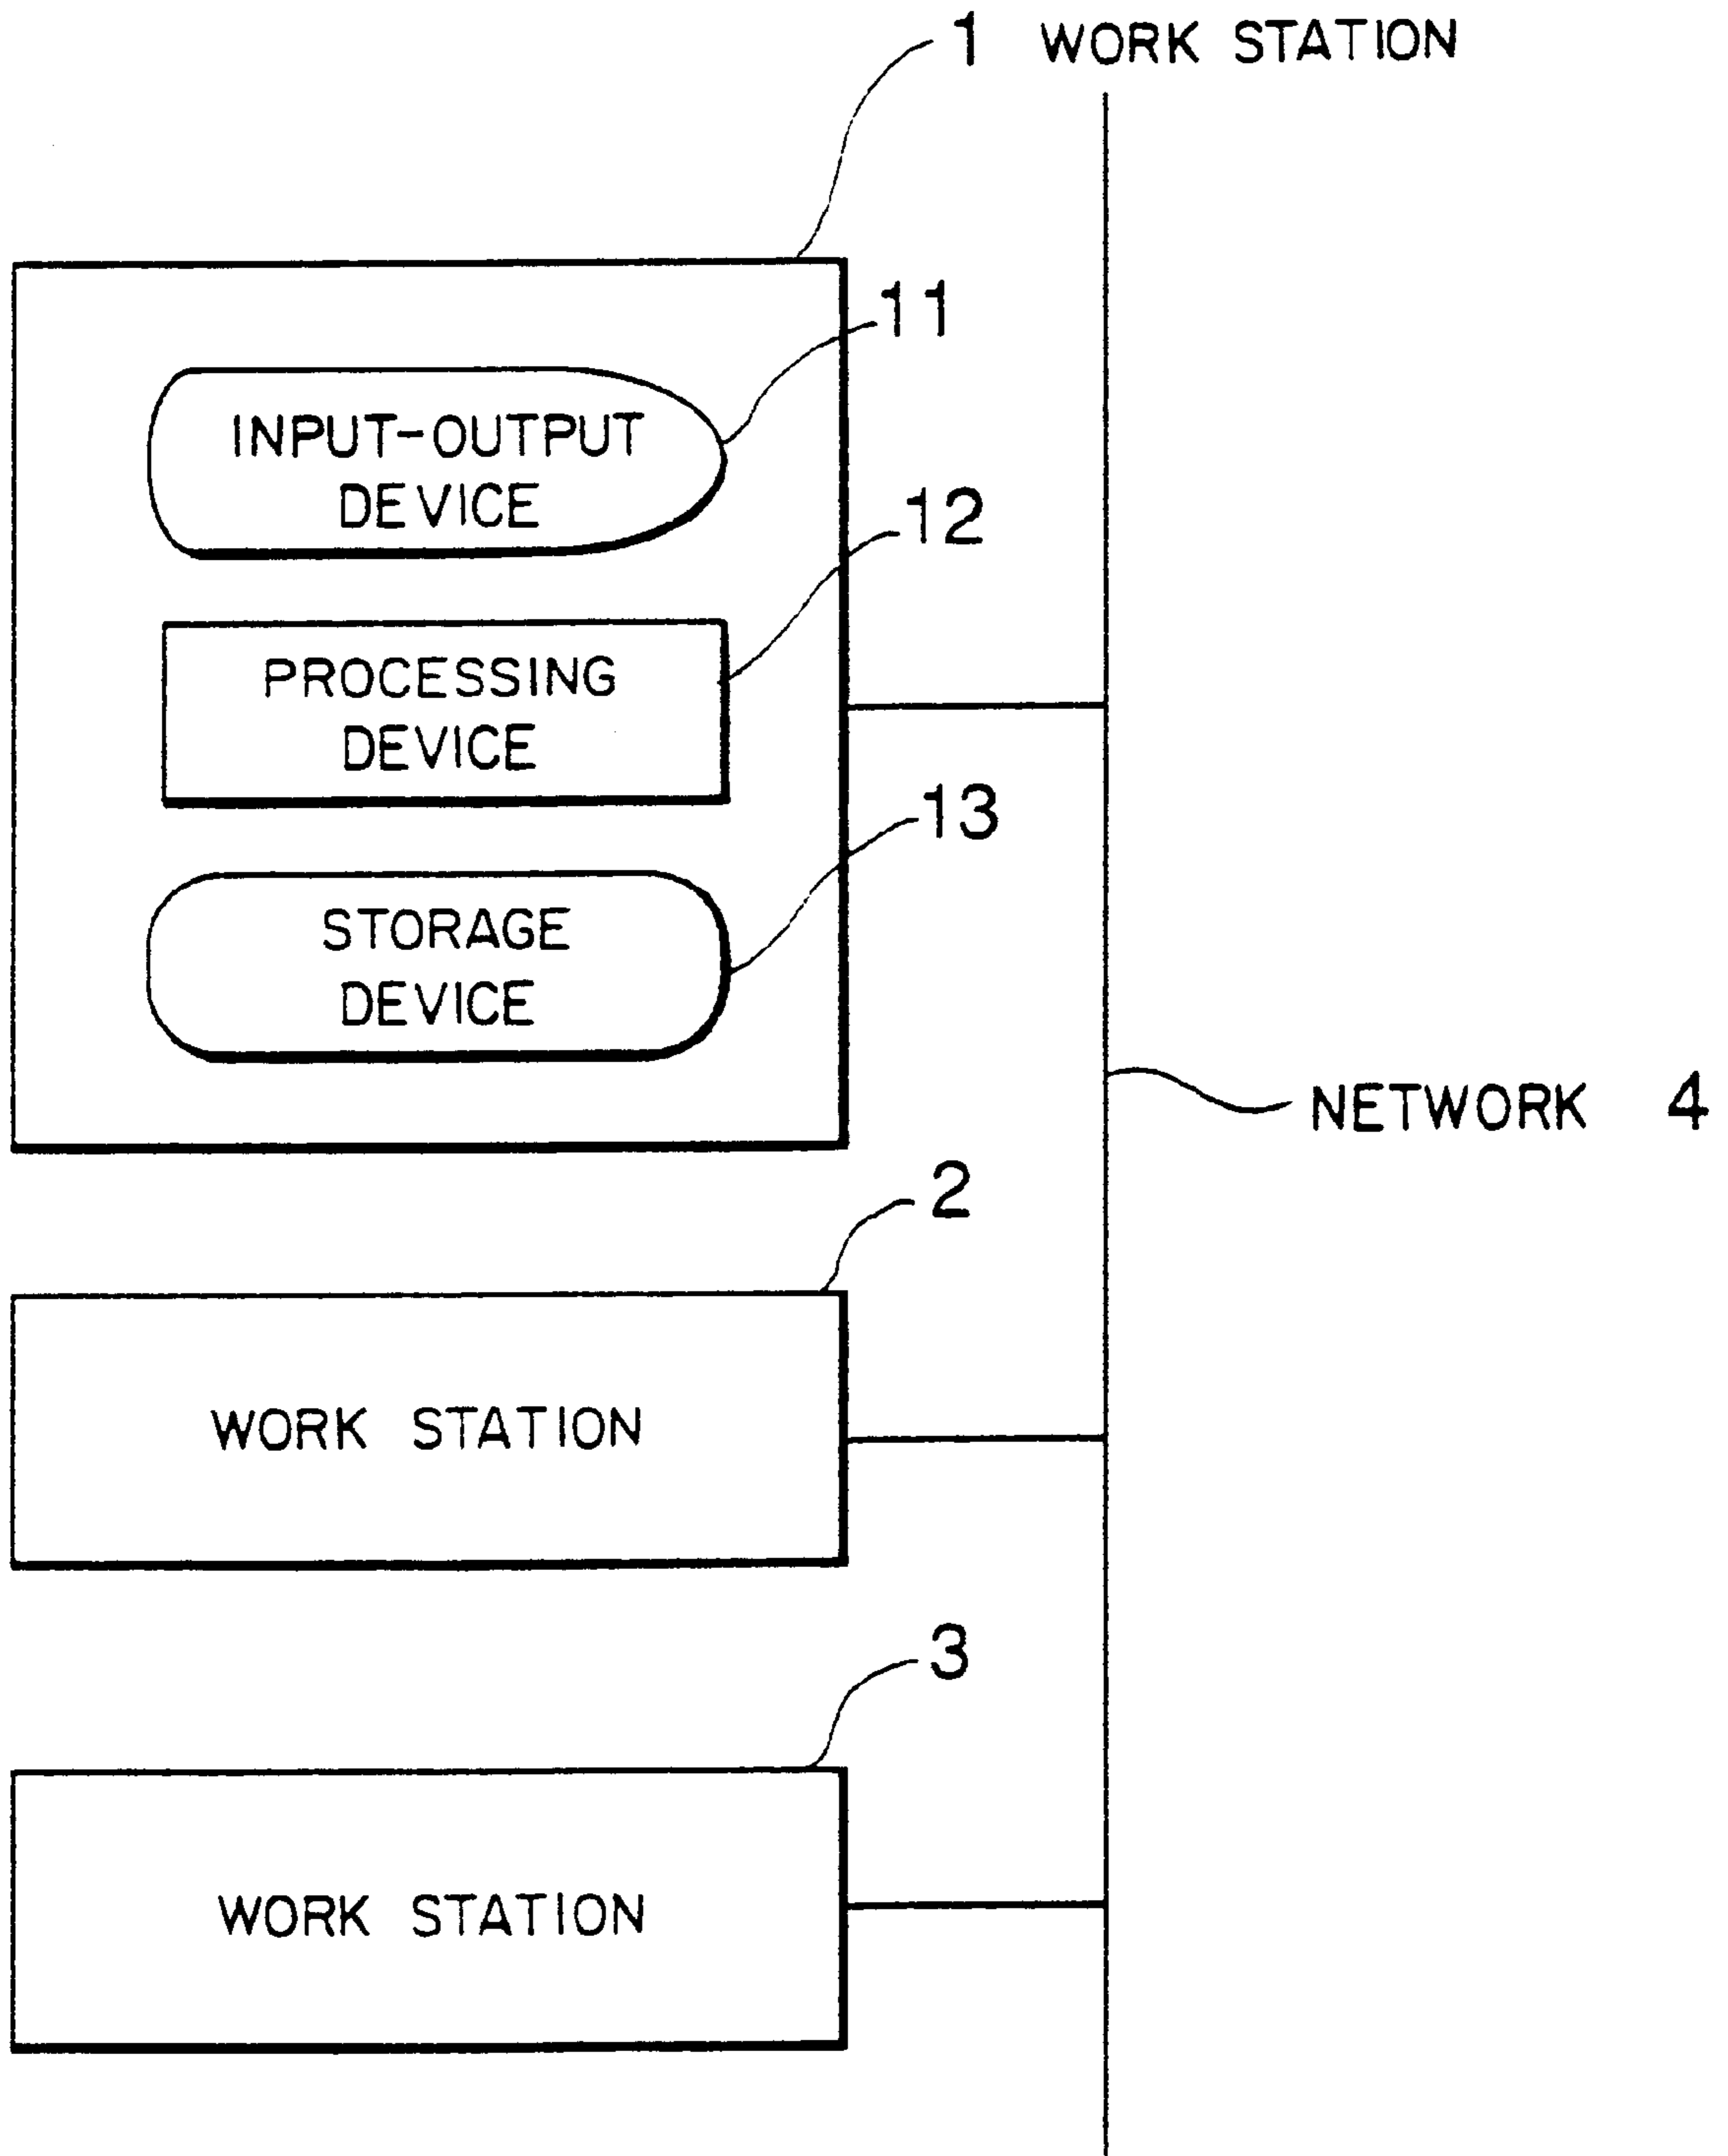 1 WORK STATION
11
INPUT-OUTPUT
DEVICE
12
PROCESSING
DEVICE
13
STORAGE
DEVICE
NETWORK 4
2
WORK STATION
3
WORK STATION